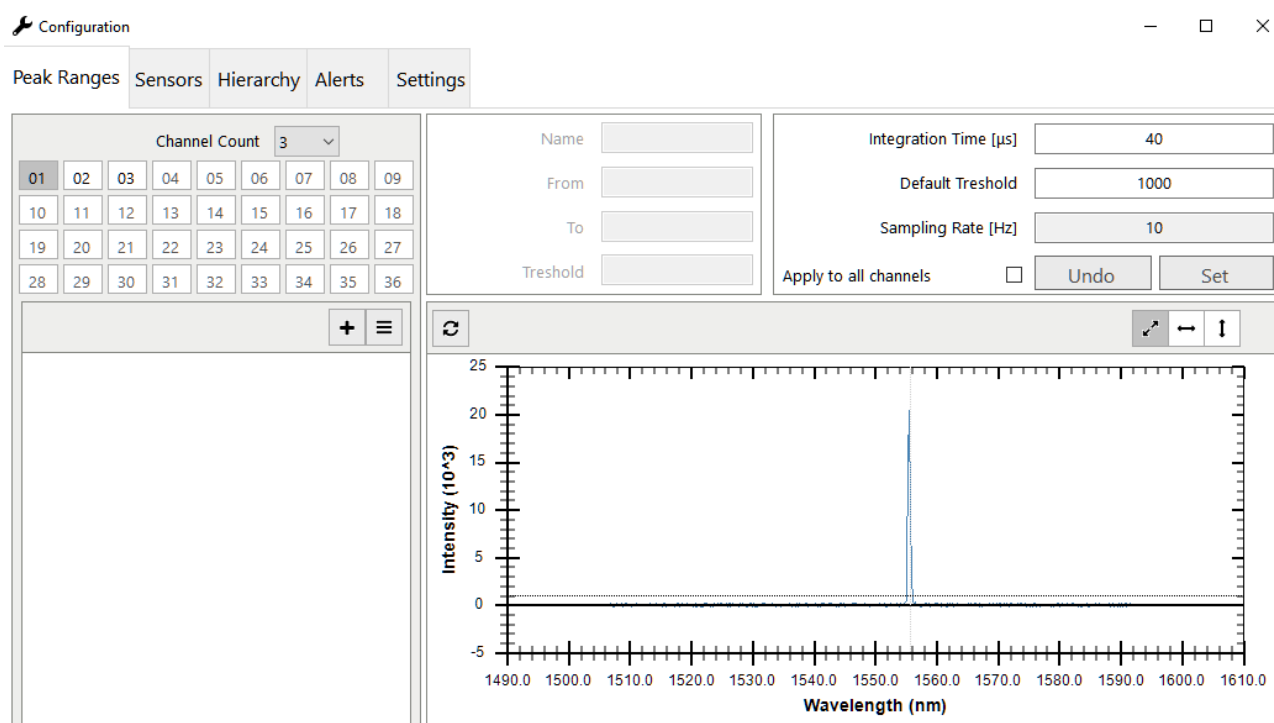 Configuration
Peak Ranges Sensors Hierarchy Alerts Settings
Channel Count 3
01 02 03 04 05 06 07 08 09
10 11 12 13 14 15 16 17 18
19 20 21 22 23 24 25 26 27
28 29 30 31 32 33 34 35 36
Name
From
To
Treshold
Integration Time [µs] 40
Default Treshold 1000
Sampling Rate [Hz] 10
Apply to all channels Undo Set
25
20
15
10
5
0
-5
Intensity (10^3)
1490.0 1500.0 1510.0 1520.0 1530.0 1540.0 1550.0 1560.0 1570.0 1580.0 1590.0 1600.0 1610.0
Wavelength (nm)